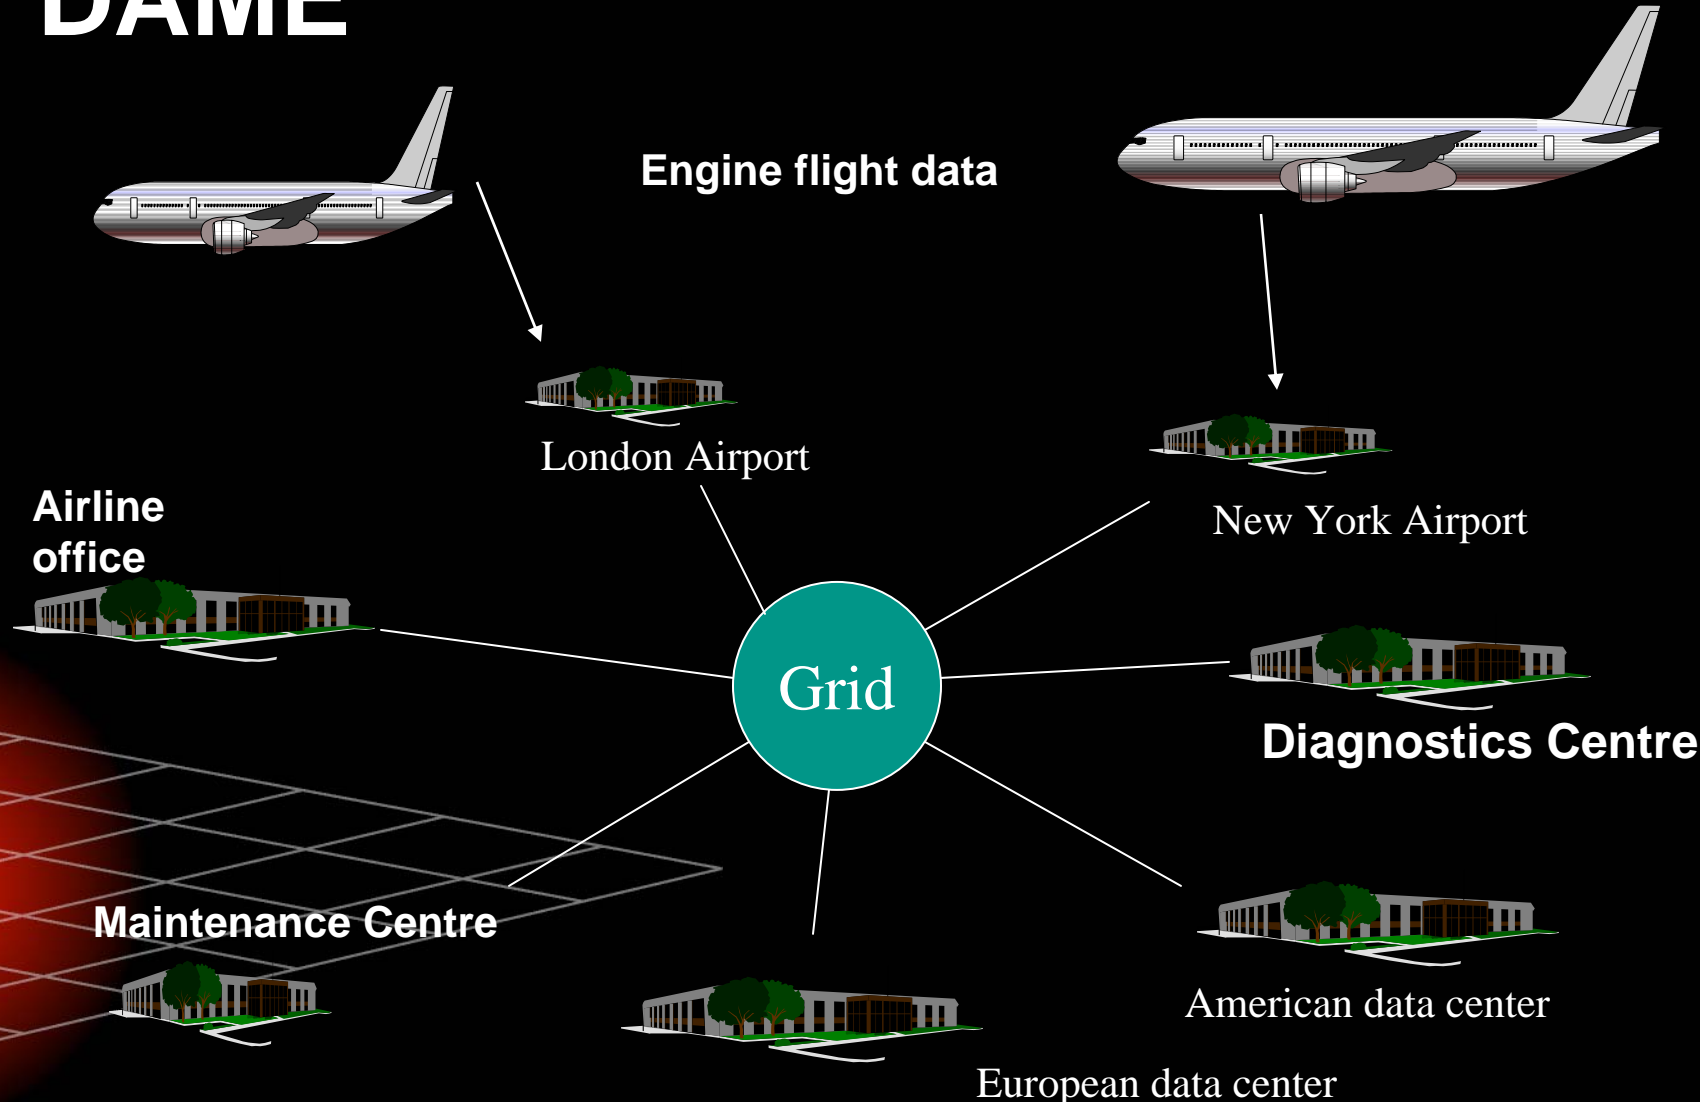 DAME
Engine flight data
London Airport
New York Airport
Airline
office
Grid
Diagnostics Centre
Maintenance Centre
American data center
European data center